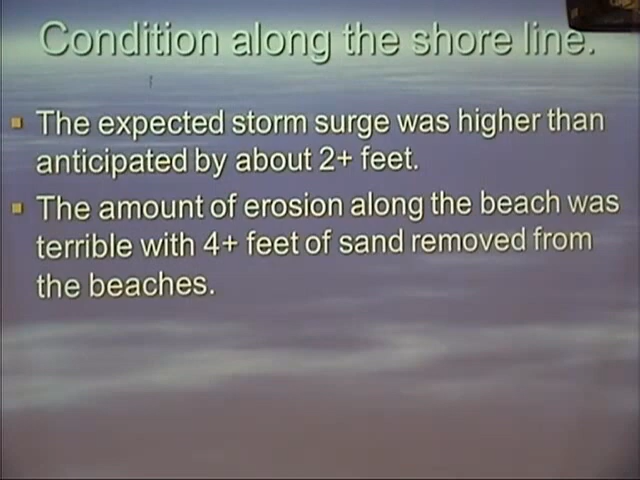 Condition along the shore line.
The expected storm surge was higher than
anticipated by about 2+ feet.
The amount of erosion along the beach was
terrible with 4+ feet of sand removed from
the beaches.